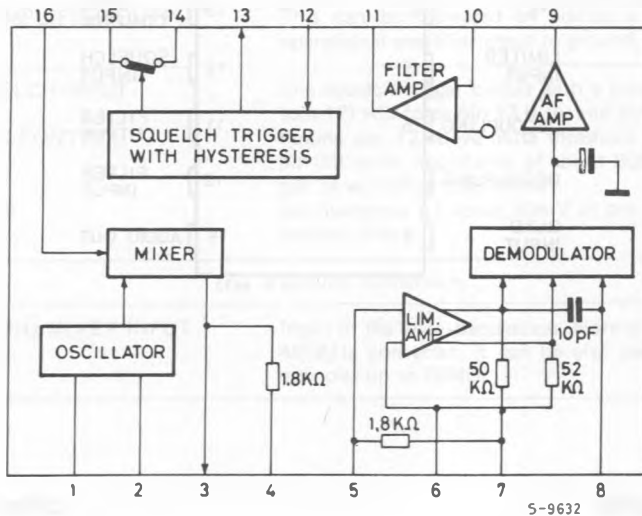 16 15 14 13 12 11 10 9
FILTER
AMP
AF
AMP
SQUELCH TRIGGER
WITH HYSTERESIS
MIXER
DEMODULATOR
OSCILLATOR
LIM.
AMP
10 pF
1.8KΩ
50
KΩ
52
KΩ
1,8KΩ
1 2 3 4 5 6 7 8
S-9632